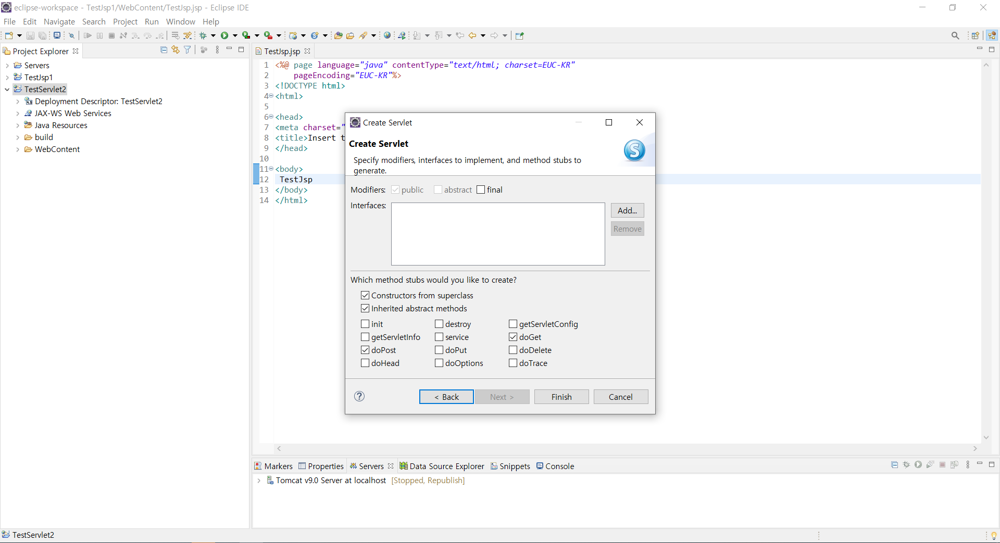 eclipse-workspace - TestJsp1/WebContent/TestJsp.jsp - Eclipse IDE
File Edit Navigate Search Project Run Window Help
Project Explorer
Servers
TestJsp1
TestServlet2
Deployment Descriptor: TestServlet2
JAX-WS Web Services
Java Resources
build
WebContent
TestJsp.jsp
1 <%@ page language="java" contentType="text/html; charset=EUC-KR"
2 pageEncoding="EUC-KR"%>
3 <!DOCTYPE html>
4 <html>
5
6 <head>
7 <meta charset="
8 <title>Insert t
9 </head>
10
11 <body>
12 TestJsp
13 </body>
14 </html>
Create Servlet
Create Servlet
Specify modifiers, interfaces to implement, and method stubs to
generate.
Modifiers: public abstract final
Interfaces:
Add...
Remove
Which method stubs would you like to create?
Constructors from superclass
Inherited abstract methods
init destroy getServletConfig
getServletInfo service doGet
doPost doPut doDelete
doHead doOptions doTrace
< Back Next > Finish Cancel
Markers Properties Servers Data Source Explorer Snippets Console
Tomcat v9.0 Server at localhost [Stopped, Republish]
TestServlet2